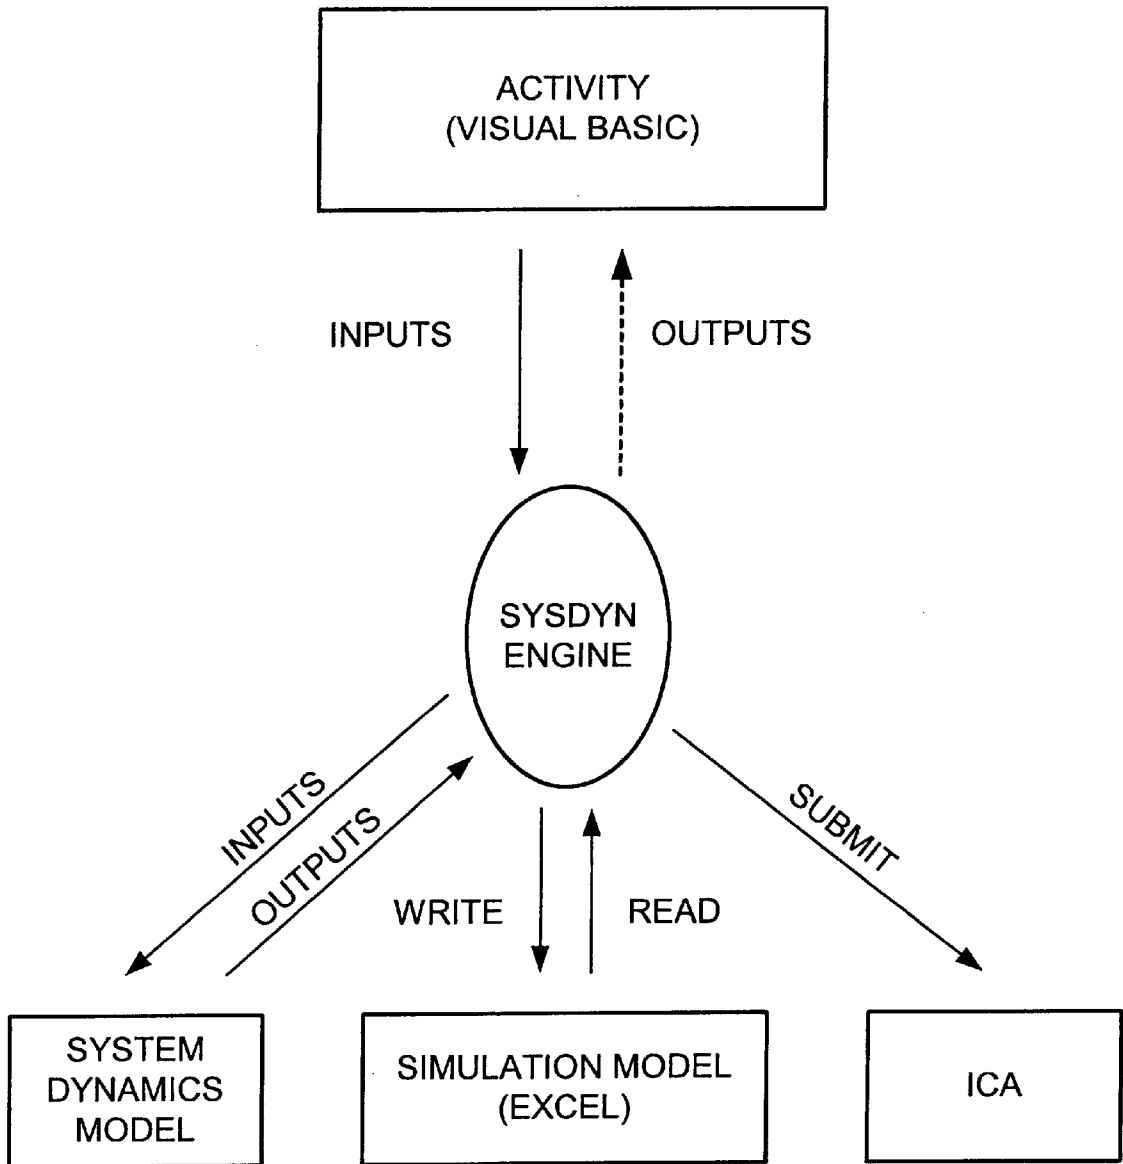 ACTIVITY
(VISUAL BASIC)
INPUTS
OUTPUTS
SYSDYN
ENGINE
INPUTS
OUTPUTS
WRITE
READ
SUBMIT
SYSTEM
DYNAMICS
MODEL
SIMULATION MODEL
(EXCEL)
ICA